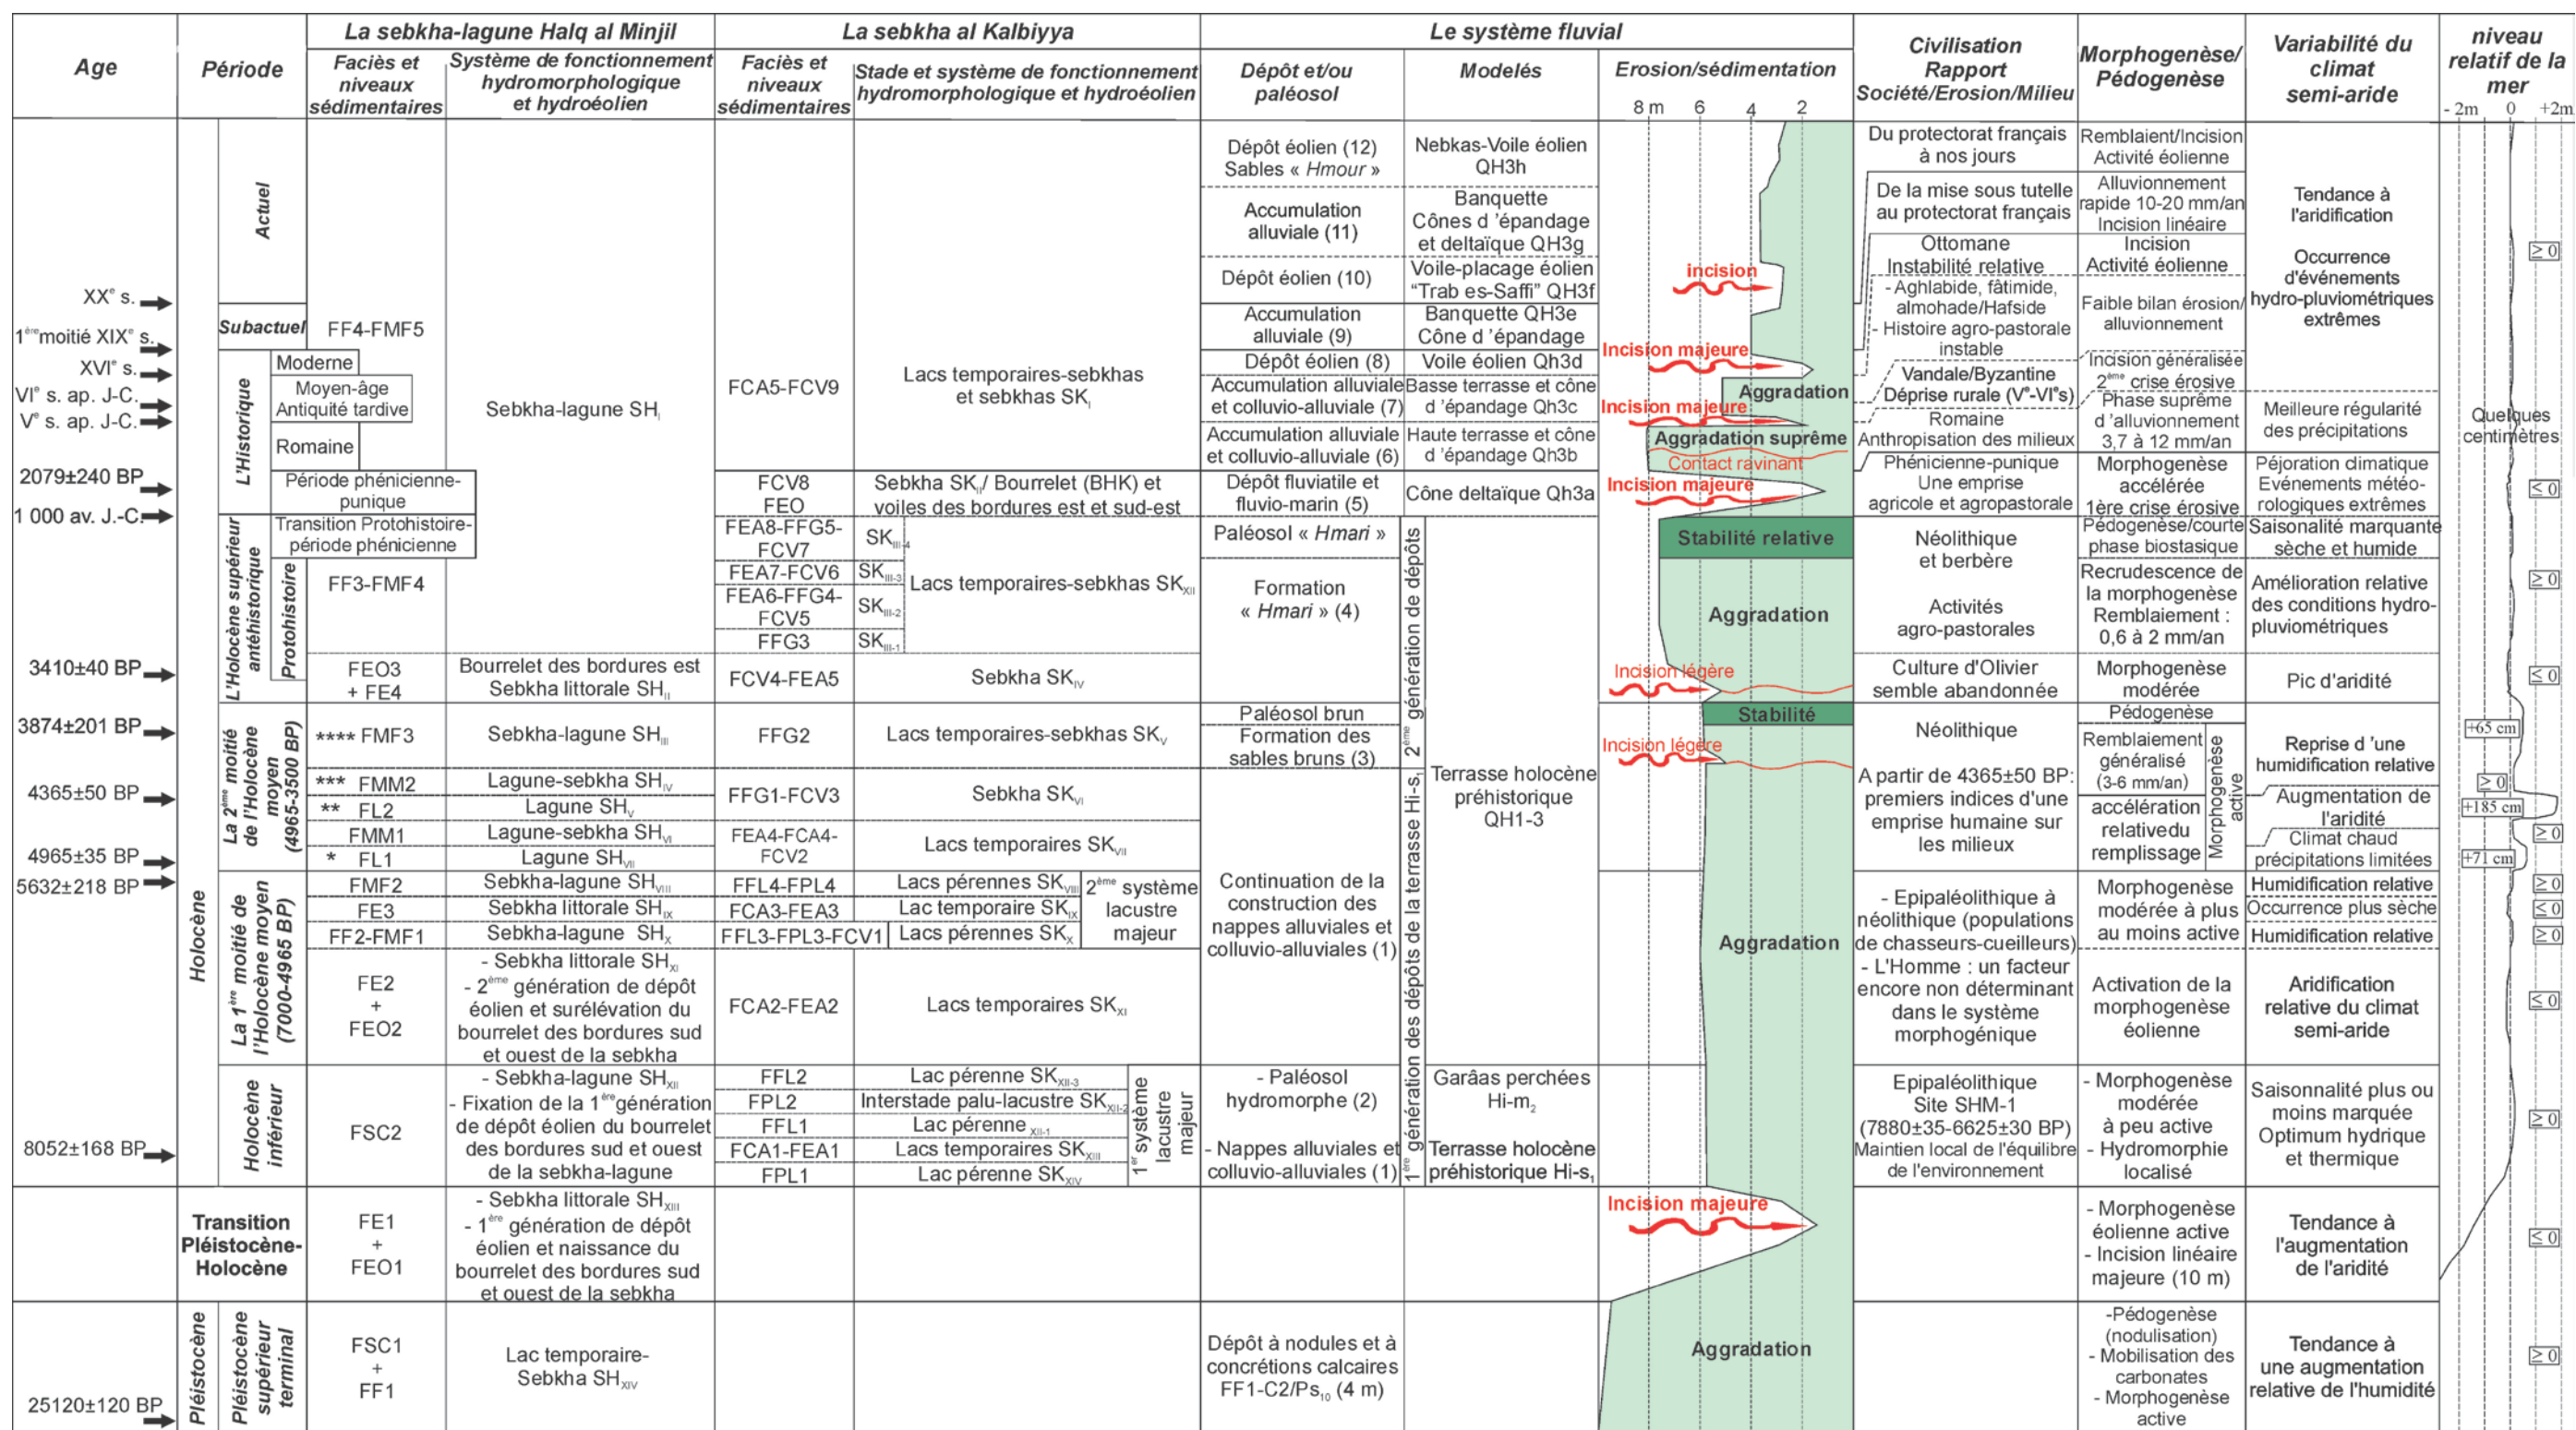 Age
Période
La sebkha-lagune Halq al Minjil
Faciès et
niveaux
sédimentaires
Système de fonctionnement
hydromorphologique
et hydroéolien
La sebkha al Kalbiyya
Faciès et
niveaux
sédimentaires
Stade et système de fonctionnement
hydromorphologique et hydroéolien
Le système fluvial
Dépôt et/ou
paléosol
Modelés
Erosion/sédimentation
8 m 6 4 2
Civilisation
Rapport
Société/Erosion/Milieu
Morphogenèse/
Pédogenèse
Variabilité du
climat
semi-aride
niveau
relatif de la
mer
- 2m 0 +2m
XXe s.
1ère moitié XIXe s.
XVIe s.
VIe s. ap. J-C.
Ve s. ap. J-C.
2079±240 BP
1 000 av. J.-C.
3410±40 BP
3874±201 BP
4365±50 BP
4965±35 BP
5632±218 BP
8052±168 BP
25120±120 BP
Holocène
Actuel
Subactuel
L'Historique
Moderne
Moyen-âge
Antiquité tardive
Romaine
Période phénicienne-
punique
L'Holocène supérieur
antéhistorique
Transition Protohistoire-
période phénicienne
Protohistoire
La 2ème moitié
de l'Holocène
moyen
(4965-3500 BP)
La 1ère moitié de
l'Holocène moyen
(7000-4965 BP)
Holocène
inférieur
Transition
Pléistocène-
Holocène
Pléistocène
Pléistocène
supérieur
terminal
FF4-FMF5
FF3-FMF4
FEO3
+ FE4
**** FMF3
*** FMM2
** FL2
FMM1
* FL1
FMF2
FE3
FF2-FMF1
FE2
+
FEO2
FSC2
FE1
+
FEO1
FSC1
+
FF1
Sebkha-lagune SHI
Bourrelet des bordures est
Sebkha littorale SHII
Sebkha-lagune SHIII
Lagune-sebkha SHIV
Lagune SHV
Lagune-sebkha SHVI
Lagune SHVII
Sebkha-lagune SHVIII
Sebkha littorale SHIX
Sebkha-lagune SHX
- Sebkha littorale SHXI
- 2ème génération de dépôt
éolien et surélévation du
bourrelet des bordures sud
et ouest de la sebkha
- Sebkha-lagune SHXII
- Fixation de la 1ère génération
de dépôt éolien du bourrelet
des bordures sud et ouest
de la sebkha-lagune
- Sebkha littorale SHXIII
- 1ère génération de dépôt
éolien et naissance du
bourrelet des bordures sud
et ouest de la sebkha
Lac temporaire-
Sebkha SHXIV
FCA5-FCV9
FCV8
FEO
FEA8-FFG5-
FCV7
FEA7-FCV6
FEA6-FFG4-
FCV5
FFG3
FCV4-FEA5
FFG2
FFG1-FCV3
FEA4-FCA4-
FCV2
FFL4-FPL4
FCA3-FEA3
FFL3-FPL3-FCV1
FCA2-FEA2
FFL2
FPL2
FFL1
FCA1-FEA1
FPL1
Lacs temporaires-sebkhas
et sebkhas SKI
Sebkha SKII/ Bourrelet (BHK) et
voiles des bordures est et sud-est
SKIII-4
SKIII-3
SKIII-2
SKIII-1
Lacs temporaires-sebkhas SKXII
Sebkha SKIV
Lacs temporaires-sebkhas SKV
Sebkha SKVI
Lacs temporaires SKVII
Lacs pérennes SKVIII
Lac temporaire SKIX
Lacs pérennes SKX
2ème système
lacustre
majeur
Lacs temporaires SKXI
Lac pérenne SKXII-3
Interstade palu-lacustre SKXII-2
Lac pérenne XII-1
Lacs temporaires SKXIII
Lac pérenne SKXIV
1er système
lacustre
majeur
Dépôt éolien (12)
Sables « Hmour »
Accumulation
alluviale (11)
Dépôt éolien (10)
Accumulation
alluviale (9)
Dépôt éolien (8)
Accumulation alluviale
et colluvio-alluviale (7)
Accumulation alluviale
et colluvio-alluviale (6)
Dépôt fluviatile et
fluvio-marin (5)
Paléosol « Hmari »
Formation
« Hmari » (4)
Paléosol brun
Formation des
sables bruns (3)
Continuation de la
construction des
nappes alluviales et
colluvio-alluviales (1)
- Paléosol
hydromorphe (2)
- Nappes alluviales et
colluvio-alluviales (1)
Dépôt à nodules et à
concrétions calcaires
FF1-C2/Ps10 (4 m)
2ème génération de dépôts
1ère génération des dépôts de la terrasse Hi-s1
Nebkas-Voile éolien
QH3h
Banquette
Cônes d 'épandage
et deltaïque QH3g
Voile-placage éolien
“Trab es-Saffi” QH3f
Banquette QH3e
Cône d 'épandage
Voile éolien Qh3d
Basse terrasse et cône
d 'épandage Qh3c
Haute terrasse et cône
d 'épandage Qh3b
Cône deltaïque Qh3a
Terrasse holocène
préhistorique
QH1-3
Garâas perchées
Hi-m2
Terrasse holocène
préhistorique Hi-s1
incision
Incision majeure
Aggradation
Incision majeure
Aggradation suprême
Contact ravinant
Incision majeure
Stabilité relative
Aggradation
Incision légère
Stabilité
Incision légère
Aggradation
Incision majeure
Aggradation
Du protectorat français
à nos jours
De la mise sous tutelle
au protectorat français
Ottomane
Instabilité relative
- Aghlabide, fâtimide,
almohade/Hafside
- Histoire agro-pastorale
instable
Vandale/Byzantine
Déprise rurale (Ve-VIes)
Romaine
Anthropisation des milieux
Phénicienne-punique
Une emprise
agricole et agropastorale
Néolithique
et berbère
Activités
agro-pastorales
Culture d'Olivier
semble abandonnée
Néolithique
A partir de 4365±50 BP:
premiers indices d'une
emprise humaine sur
les milieux
- Epipaléolithique à
néolithique (populations
de chasseurs-cueilleurs)
- L'Homme : un facteur
encore non déterminant
dans le système
morphogénique
Epipaléolithique
Site SHM-1
(7880±35-6625±30 BP)
Maintien local de l'équilibre
de l'environnement
Remblaient/Incision
Activité éolienne
Alluvionnement
rapide 10-20 mm/an
Incision linéaire
Incision
Activité éolienne
Faible bilan érosion/
alluvionnement
Incision généralisée
2ème crise érosive
Phase suprême
d 'alluvionnement
3,7 à 12 mm/an
Morphogenèse
accélérée
1ère crise érosive
Pédogenèse/courte
phase biostasique
Recrudescence de
la morphogenèse
Remblaiement :
0,6 à 2 mm/an
Morphogenèse
modérée
Pédogenèse
Remblaiement
généralisé
(3-6 mm/an)
accélération
relativedu
remplissage
Morphogenèse
active
Morphogenèse
modérée à plus
au moins active
Activation de la
morphogenèse
éolienne
- Morphogenèse
modérée
à peu active
- Hydromorphie
localisé
- Morphogenèse
éolienne active
- Incision linéaire
majeure (10 m)
-Pédogenèse
(nodulisation)
- Mobilisation des
carbonates
- Morphogenèse
active
Tendance à
l'aridification
Occurrence
d'événements
hydro-pluviométriques
extrêmes
Meilleure régularité
des précipitations
Péjoration climatique
Evénements météo-
rologiques extrêmes
Saisonalité marquante
sèche et humide
Amélioration relative
des conditions hydro-
pluviométriques
Pic d'aridité
Reprise d 'une
humidification relative
Augmentation de
l'aridité
Climat chaud
précipitations limitées
Humidification relative
Occurrence plus sèche
Humidification relative
Aridification
relative du climat
semi-aride
Saisonnalité plus ou
moins marquée
Optimum hydrique
et thermique
Tendance à
l'augmentation
de l'aridité
Tendance à
une augmentation
relative de l'humidité
≥ 0
Quelques
centimètres
≤ 0
≥ 0
≤ 0
+65 cm
≥ 0
+185 cm
≥ 0
+71 cm
≥ 0
≤ 0
≥ 0
≤ 0
≥ 0
≤ 0
≥ 0